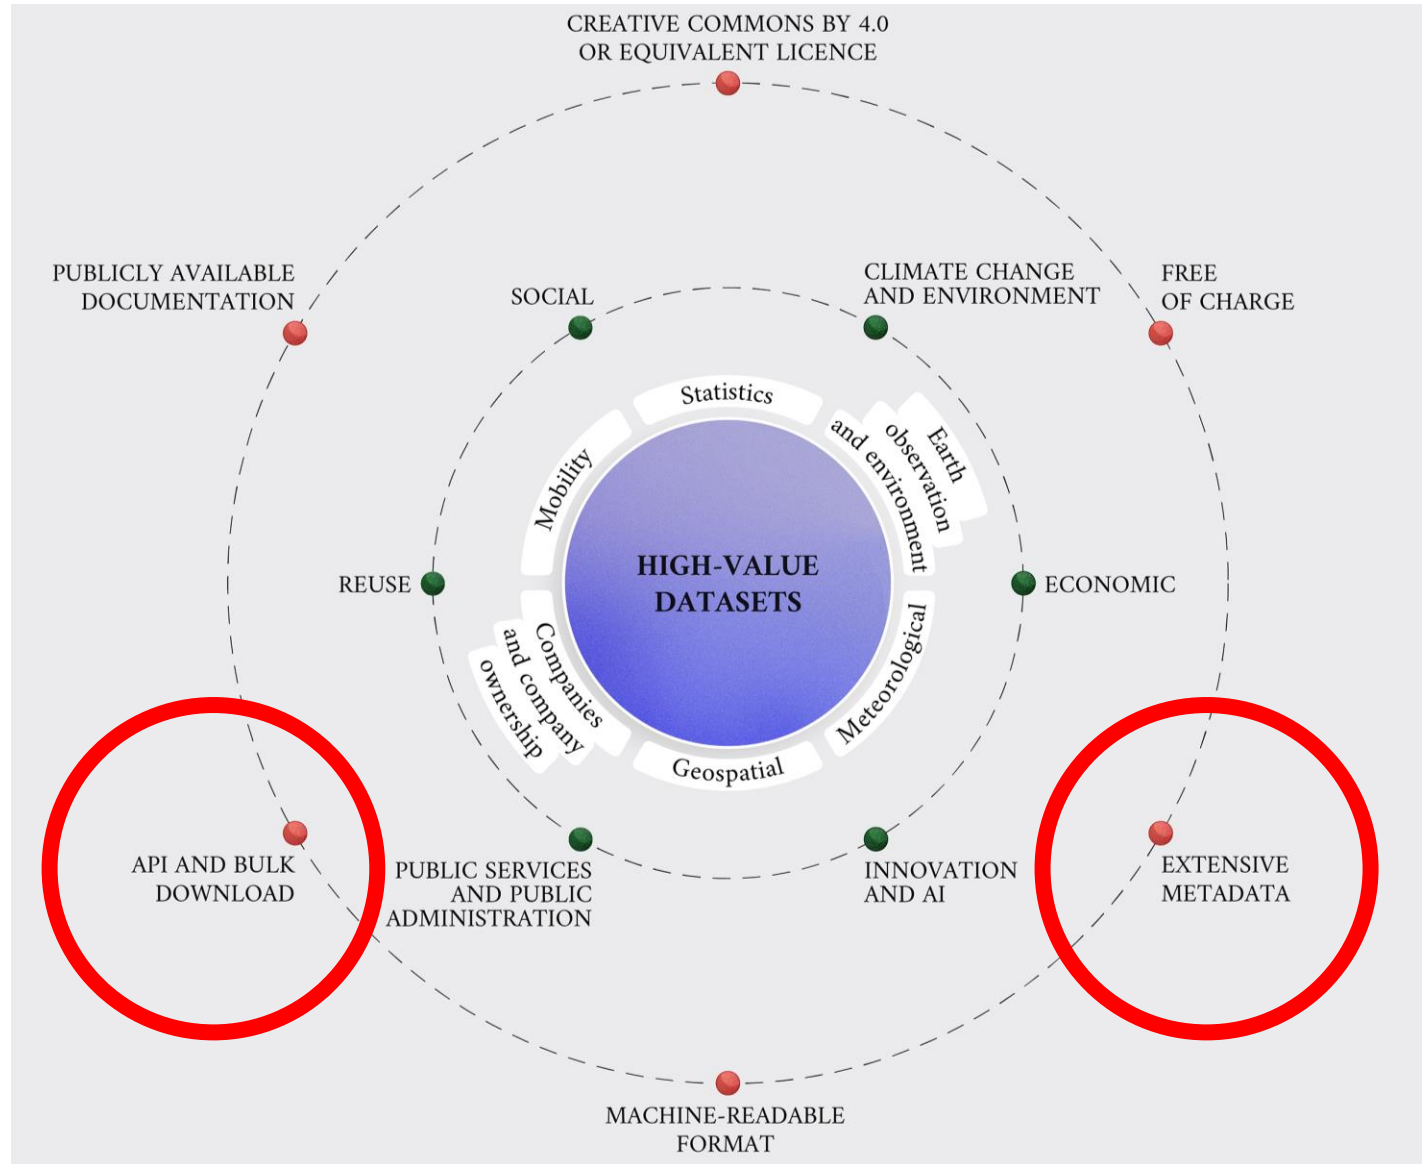 CREATIVE COMMONS BY 4.0
OR EQUIVALENT LICENCE
PUBLICLY AVAILABLE
DOCUMENTATION
SOCIAL
CLIMATE CHANGE
AND ENVIRONMENT
FREE
OF CHARGE
Statistics
Mobility
Earth
observation
and environment
HIGH-VALUE
DATASETS
REUSE
ECONOMIC
Companies
and company
ownership
Meteorological
Geospatial
API AND BULK
DOWNLOAD
PUBLIC SERVICES
AND PUBLIC
ADMINISTRATION
INNOVATION
AND AI
EXTENSIVE
METADATA
MACHINE-READABLE
FORMAT